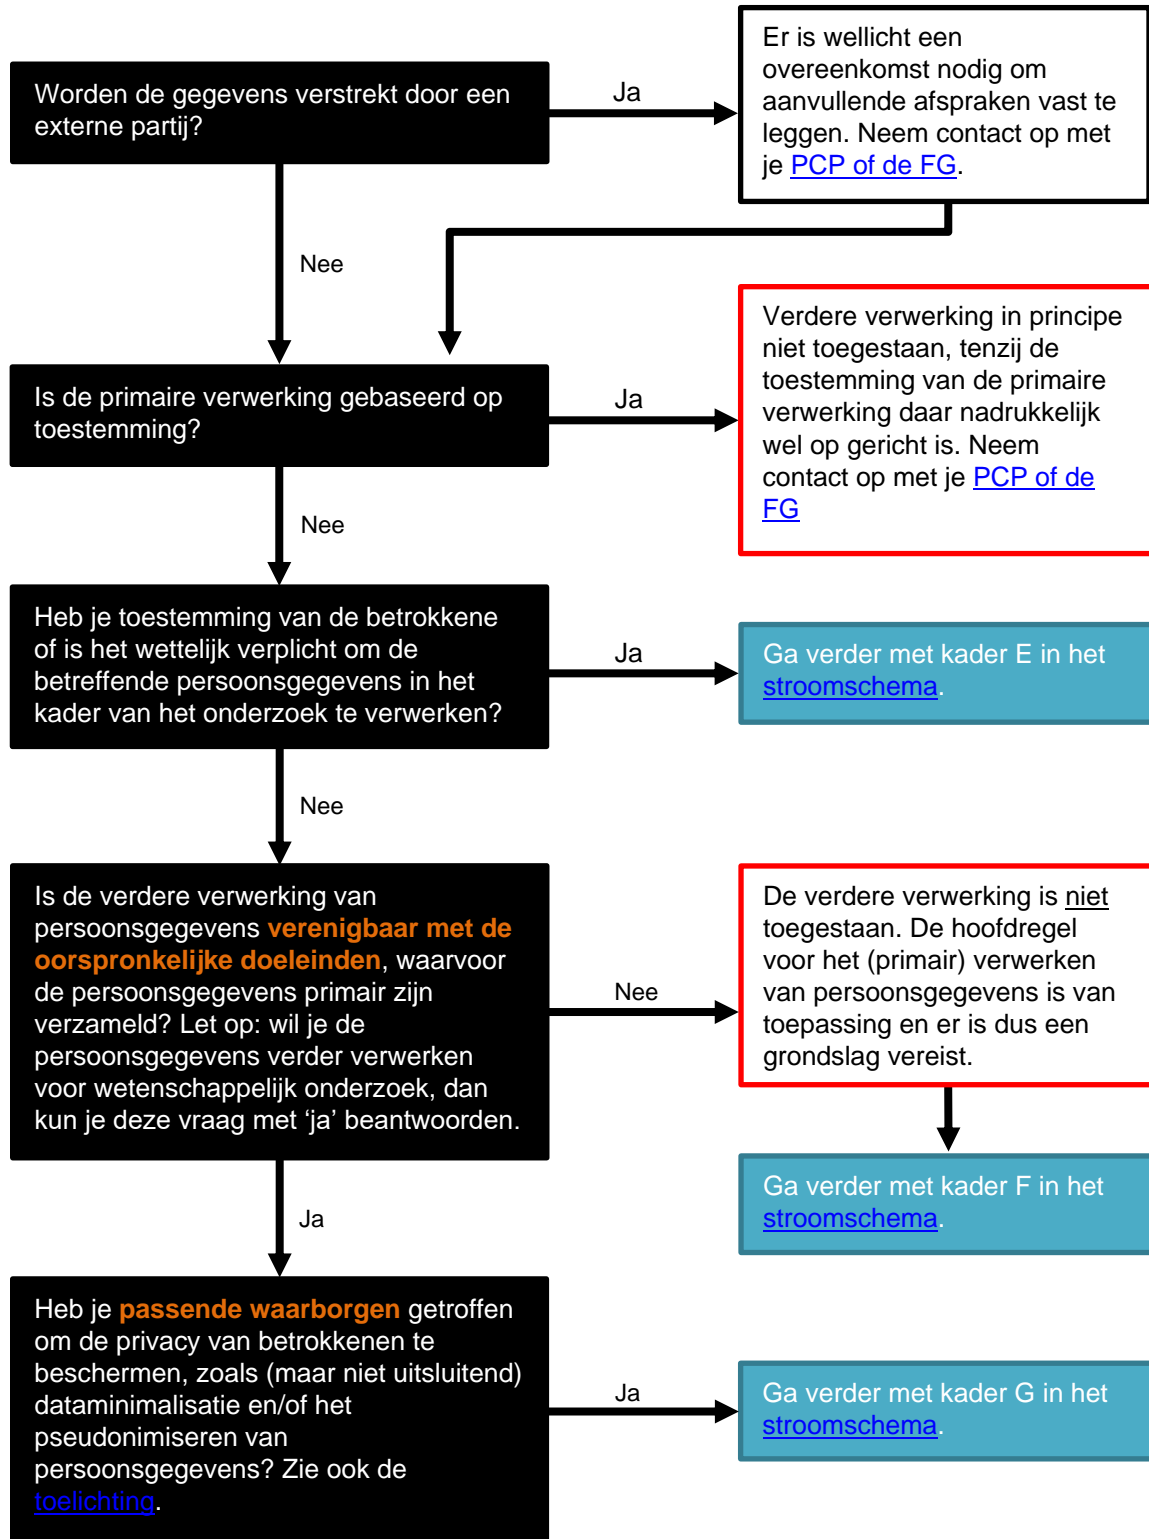 Worden de gegevens verstrekt door een
externe partij?
Ja
Er is wellicht een
overeenkomst nodig om
aanvullende afspraken vast te
leggen. Neem contact op met
je PCP of de FG.
Nee
Is de primaire verwerking gebaseerd op
toestemming?
Ja
Verdere verwerking in principe
niet toegestaan, tenzij de
toestemming van de primaire
verwerking daar nadrukkelijk
wel op gericht is. Neem
contact op met je PCP of de
FG
Nee
Heb je toestemming van de betrokkene
of is het wettelijk verplicht om de
betreffende persoonsgegevens in het
kader van het onderzoek te verwerken?
Ja
Ga verder met kader E in het
stroomschema.
Nee
Is de verdere verwerking van
persoonsgegevens verenigbaar met de
oorspronkelijke doeleinden, waarvoor
de persoonsgegevens primair zijn
verzameld? Let op: wil je de
persoonsgegevens verder verwerken
voor wetenschappelijk onderzoek, dan
kun je deze vraag met ‘ja’ beantwoorden.
Nee
De verdere verwerking is niet
toegestaan. De hoofdregel
voor het (primair) verwerken
van persoonsgegevens is van
toepassing en er is dus een
grondslag vereist.
Ga verder met kader F in het
stroomschema.
Ja
Heb je passende waarborgen getroffen
om de privacy van betrokkenen te
beschermen, zoals (maar niet uitsluitend)
dataminimalisatie en/of het
pseudonimiseren van
persoonsgegevens? Zie ook de
toelichting.
Ja
Ga verder met kader G in het
stroomschema.